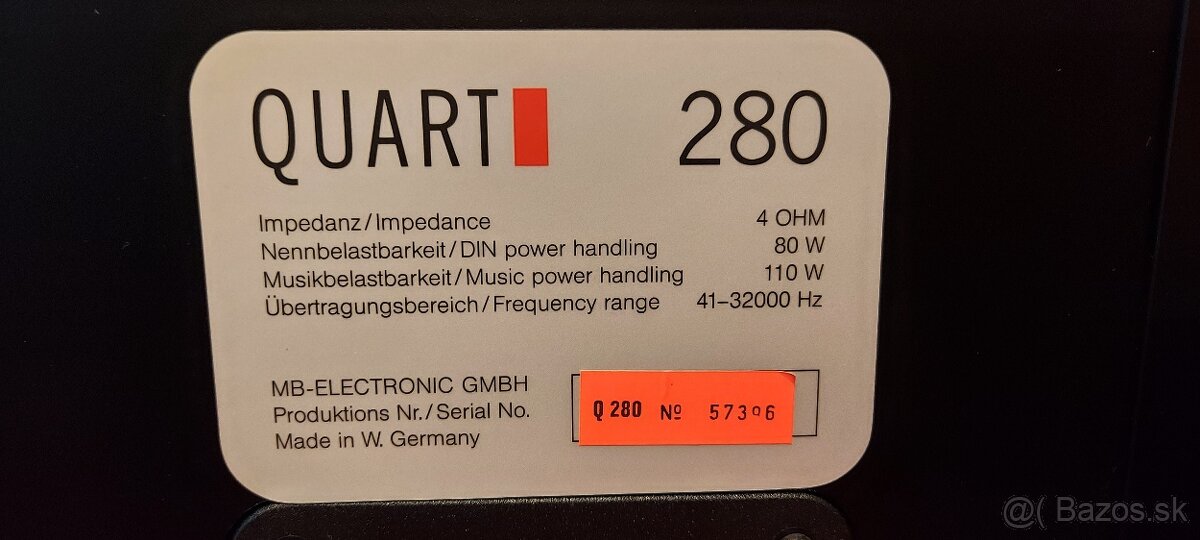 QUART 280
Impedanz/Impedance 4 OHM
Nennbelastbarkeit/DIN power handling 80 W
Musikbelastbarkeit/Music power handling 110 W
Übertragungsbereich/Frequency range 41–32000 Hz
MB-ELECTRONIC GMBH
Produktions Nr./Serial No.
Made in W. Germany
Q 280 Nº
Bazos.sk